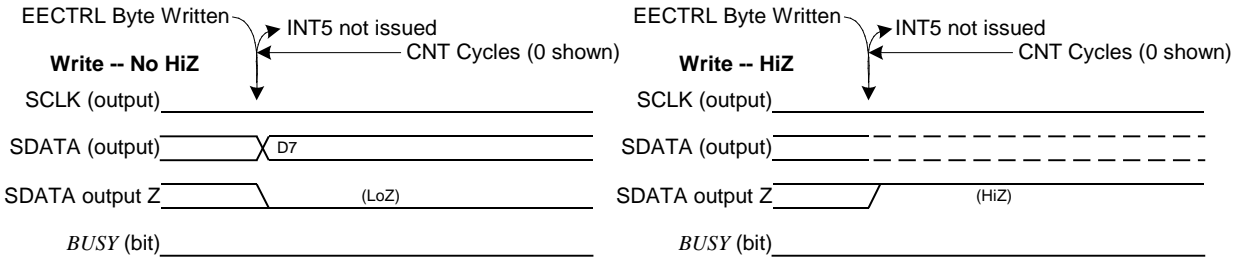 EECTRL Byte Written
INT5 not issued
CNT Cycles (0 shown)
Write -- No HiZ
SCLK (output)
SDATA (output)
D7
SDATA output Z
(LoZ)
BUSY (bit)
EECTRL Byte Written
INT5 not issued
CNT Cycles (0 shown)
Write -- HiZ
SCLK (output)
SDATA (output)
SDATA output Z
(HiZ)
BUSY (bit)